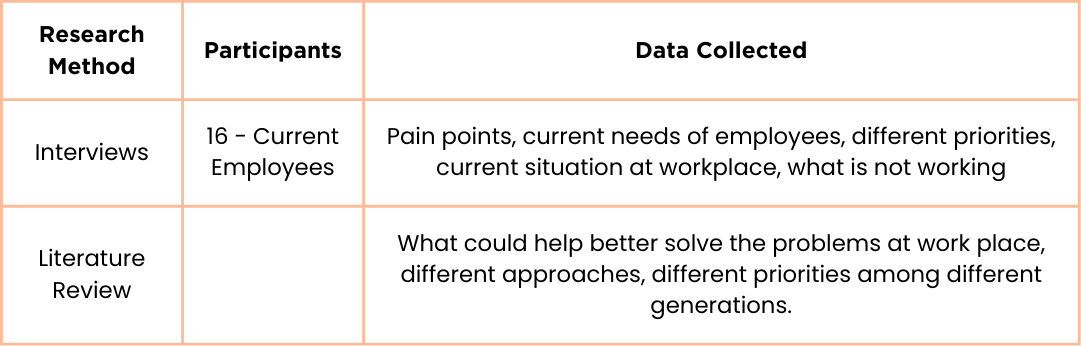 Research
Method
Participants
Data Collected
Interviews
16 - Current
Employees
Pain points, current needs of employees, different priorities,
current situation at workplace, what is not working
Literature
Review
What could help better solve the problems at work place,
different approaches, different priorities among different
generations.